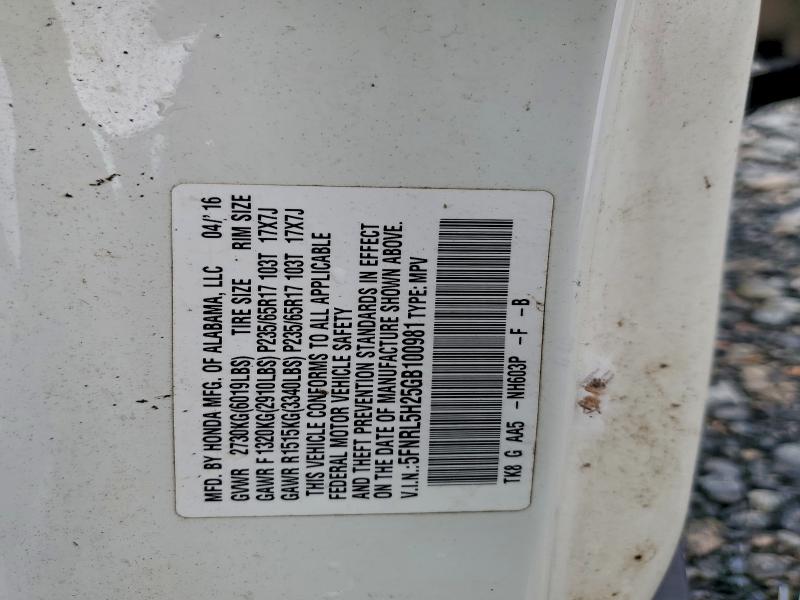 MFD. BY HONDA MFG. OF ALABAMA, LLC 04/'16
GVWR 2730KG(6019LBS) TIRE SIZE RIM SIZE
GAWR F 1320KG(2910LBS) P235/65R17 103T 17X7J
GAWR R1515KG(3340LBS) P235/65R17 103T 17X7J
THIS VEHICLE CONFORMS TO ALL APPLICABLE
FEDERAL MOTOR VEHICLE SAFETY
AND THEFT PREVENTION STANDARDS IN EFFECT
ON THE DATE OF MANUFACTURE SHOWN ABOVE.
V.I.N.:5FNRL5H25GB100981 TYPE: MPV
TK8 G AA5 -NH603P -F -B